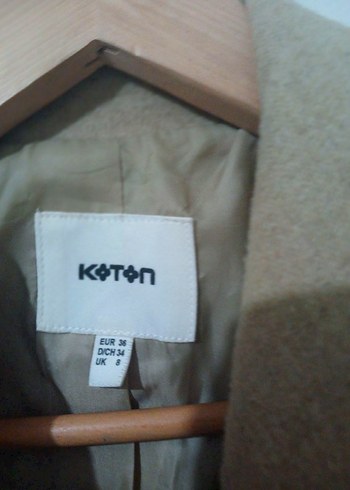 KOTON
EUR 36
D/CH 34
UK 8